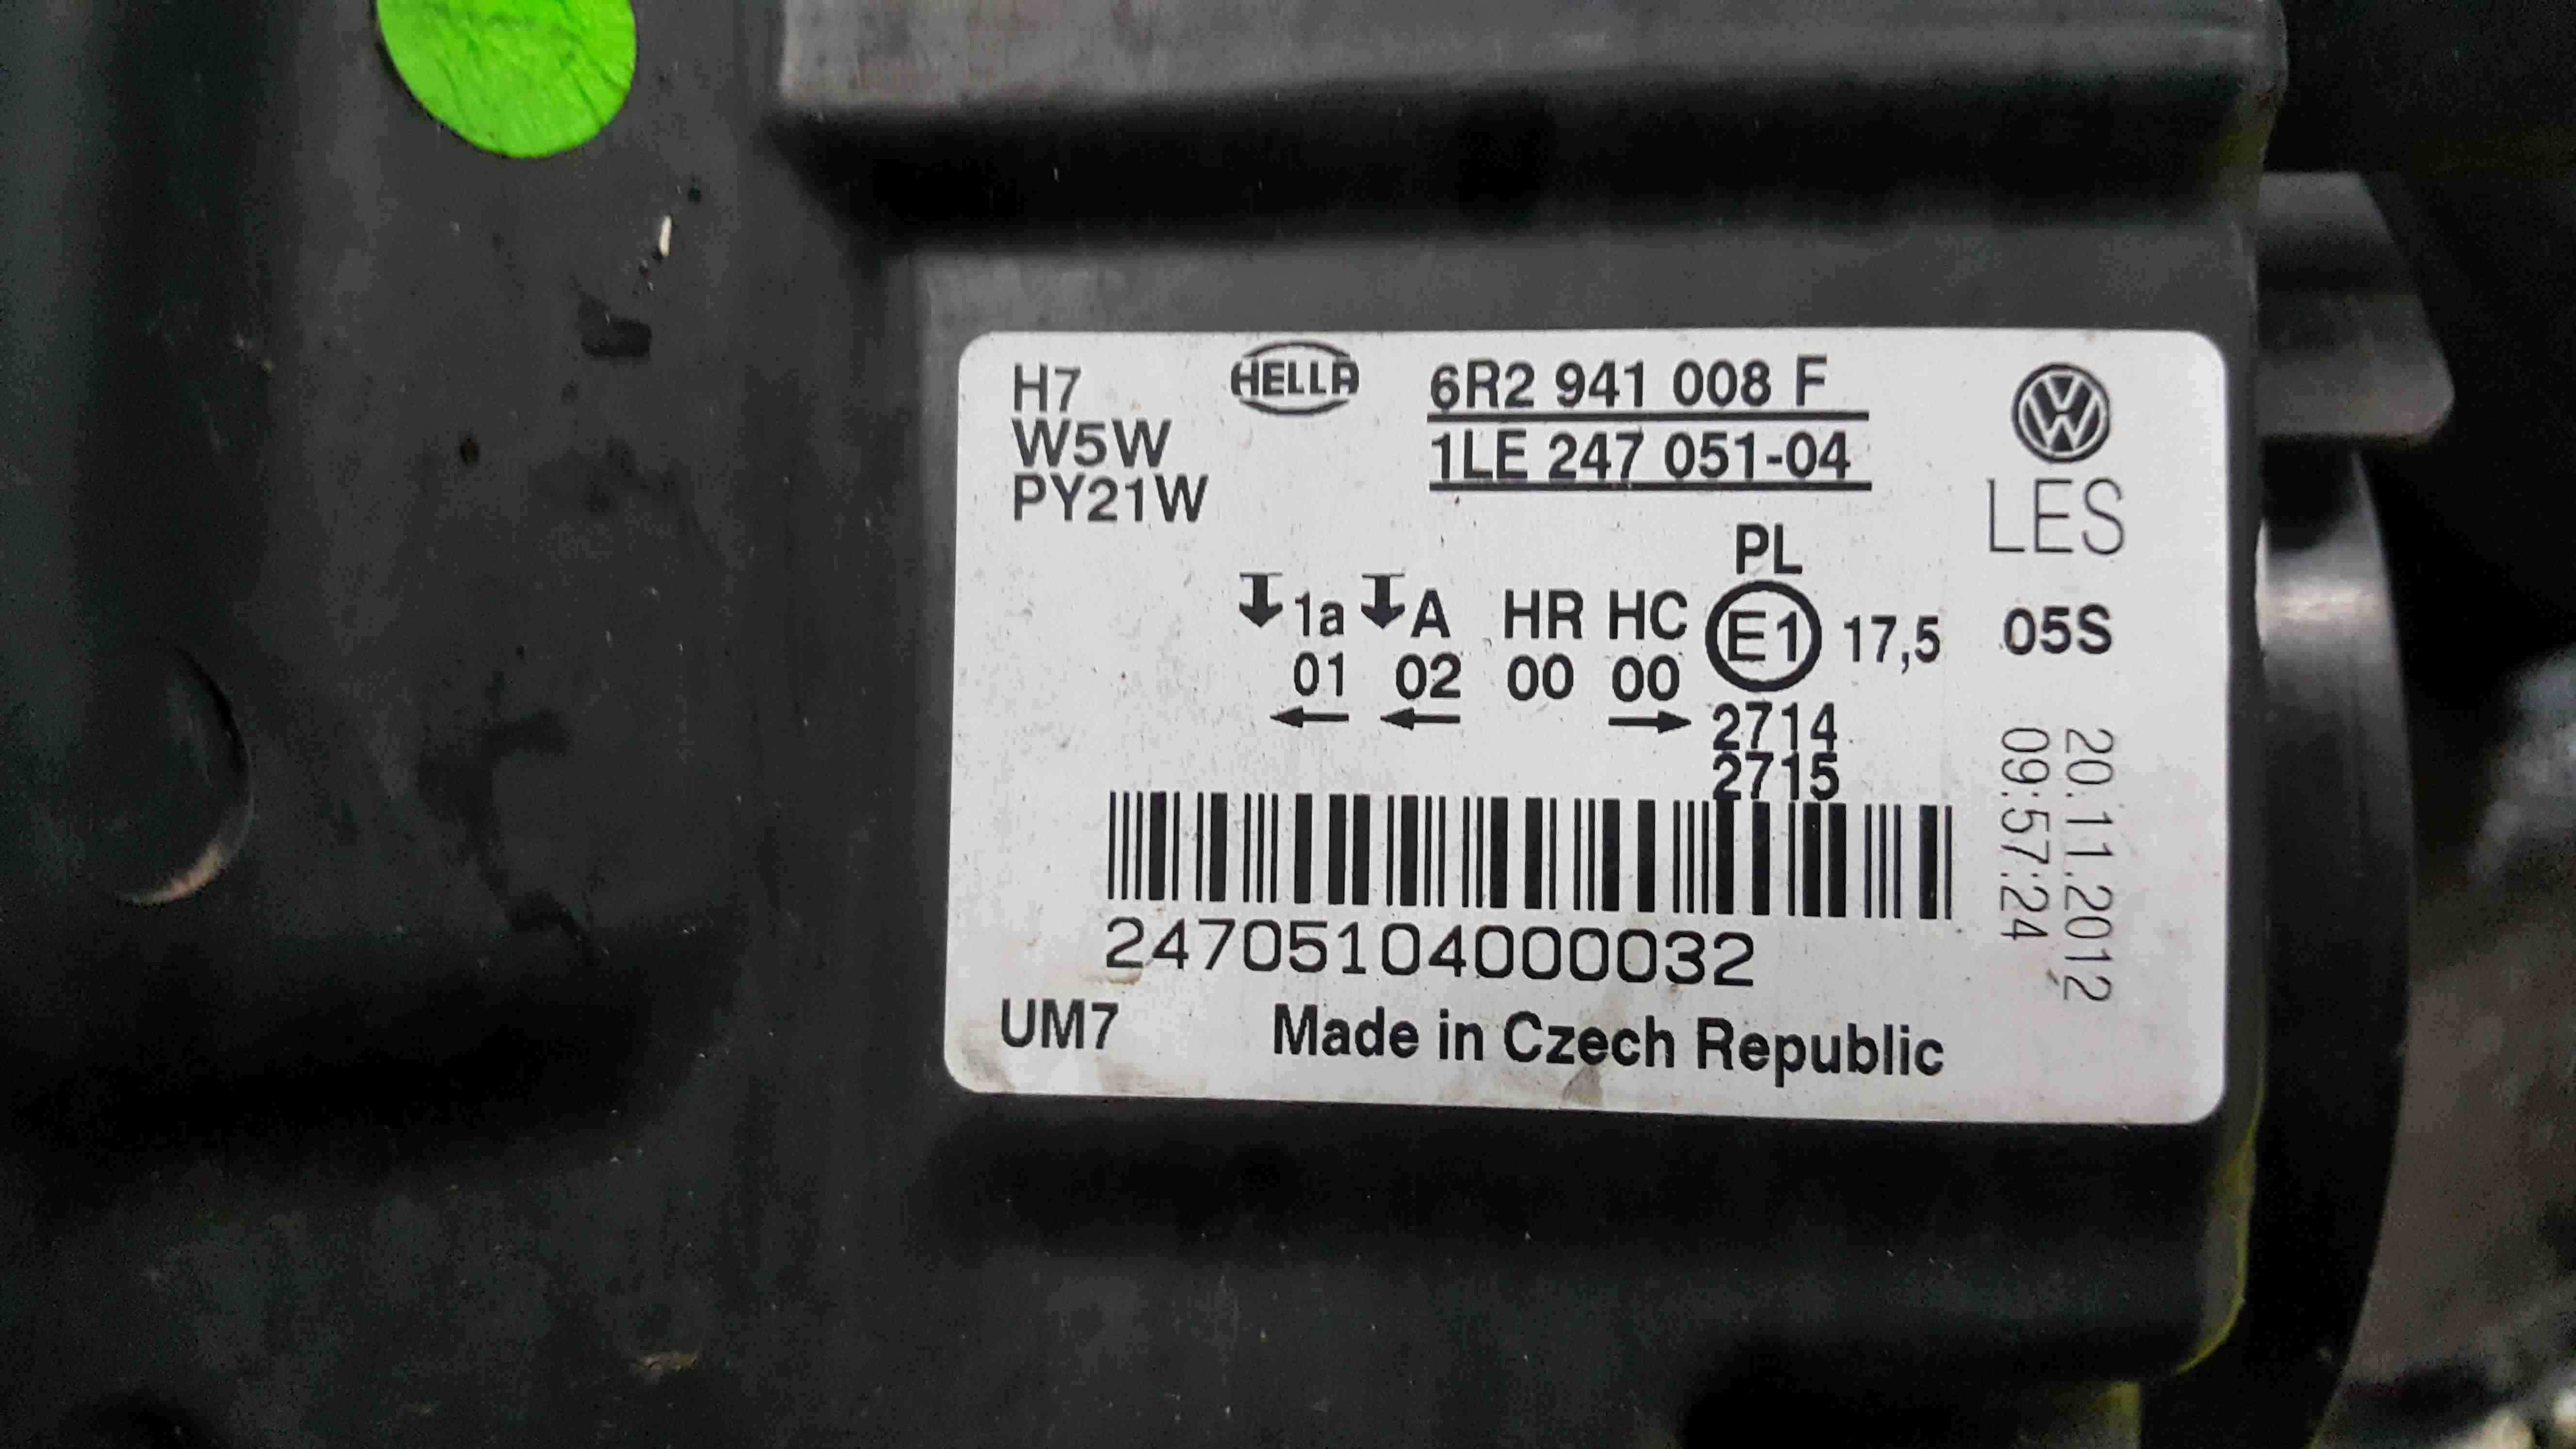 H7
W5W
PY21W
HELLA
6R2 941 008 F
1LE 247 051-04
LES
PL
1a A HR HC E1 17,5 05S
01 02 00 00
2714
2715
20.11.2012
09:57:24
24705104000032
UM7 Made in Czech Republic